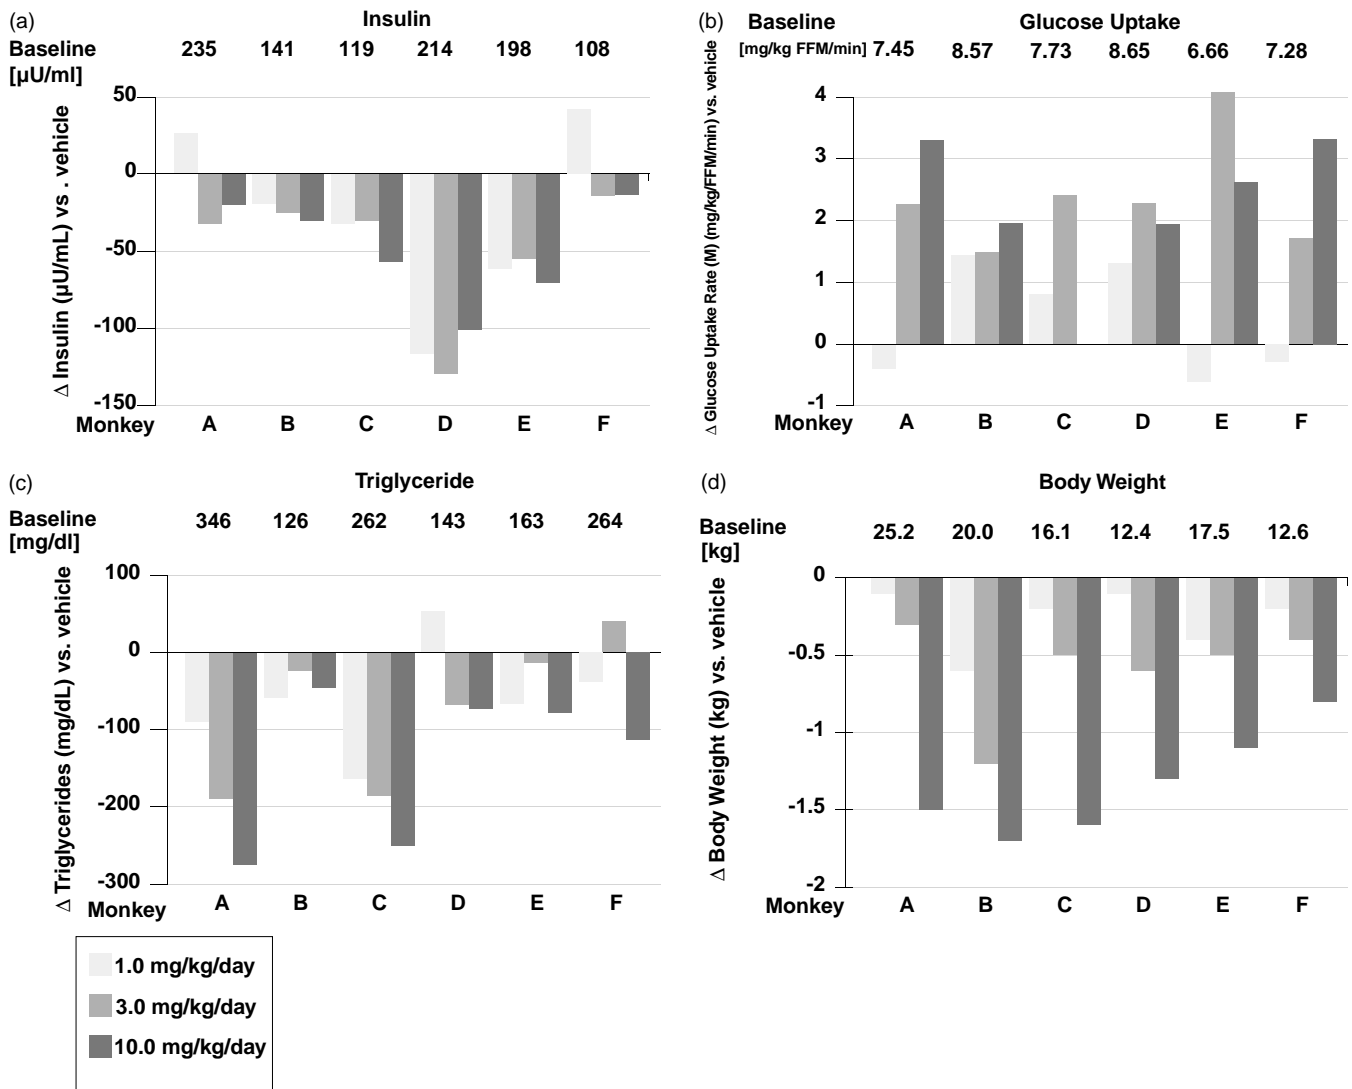 (a)
Insulin
Baseline 235 141 119 214 198 108
[µU/ml]
Δ Insulin (µU/mL) vs . vehicle
50
0
-50
-100
-150
Monkey A B C D E F
(b)
Baseline Glucose Uptake
[mg/kg FFM/min] 7.45 8.57 7.73 8.65 6.66 7.28
Δ Glucose Uptake Rate (M) (mg/kg/FFM/min) vs. vehicle
4
3
2
1
0
-1
Monkey A B C D E F
(c)
Triglyceride
Baseline 346 126 262 143 163 264
[mg/dl]
Δ Triglycerides (mg/dL) vs. vehicle
100
0
-100
-200
-300
Monkey A B C D E F
(d)
Body Weight
Baseline 25.2 20.0 16.1 12.4 17.5 12.6
[kg]
Δ Body Weight (kg) vs. vehicle
0
-0.5
-1
-1.5
-2
Monkey A B C D E F
1.0 mg/kg/day
3.0 mg/kg/day
10.0 mg/kg/day